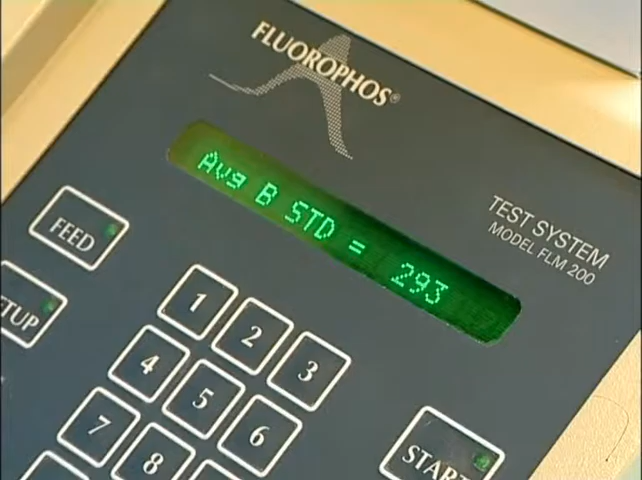 FLUOROPHOS®
Avg B STD = 293
TEST SYSTEM
MODEL FLM 200
FEED
1
2
3
4
5
6
7
8
START